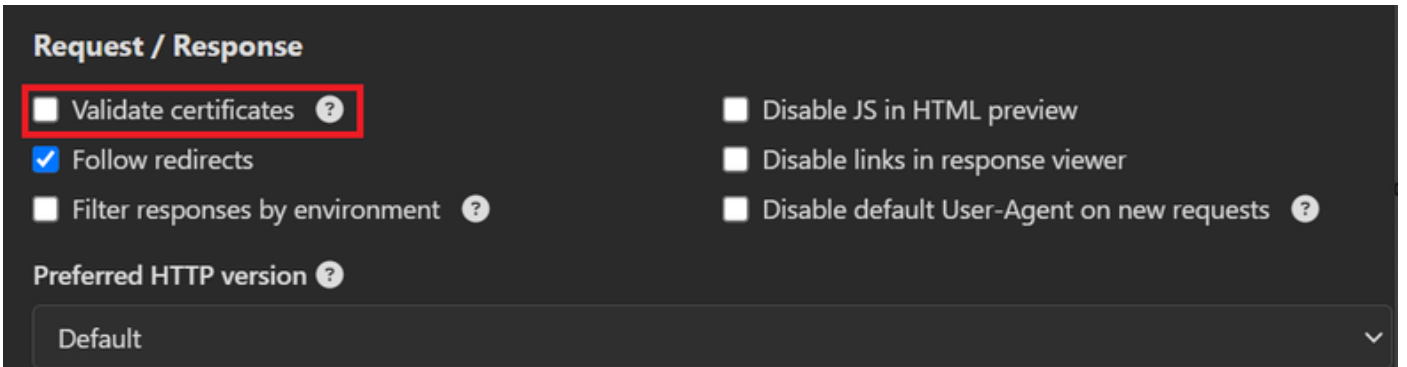 Request / Response
Validate certificates ?
Disable JS in HTML preview
Follow redirects
Disable links in response viewer
Filter responses by environment ?
Disable default User-Agent on new requests ?
Preferred HTTP version ?
Default